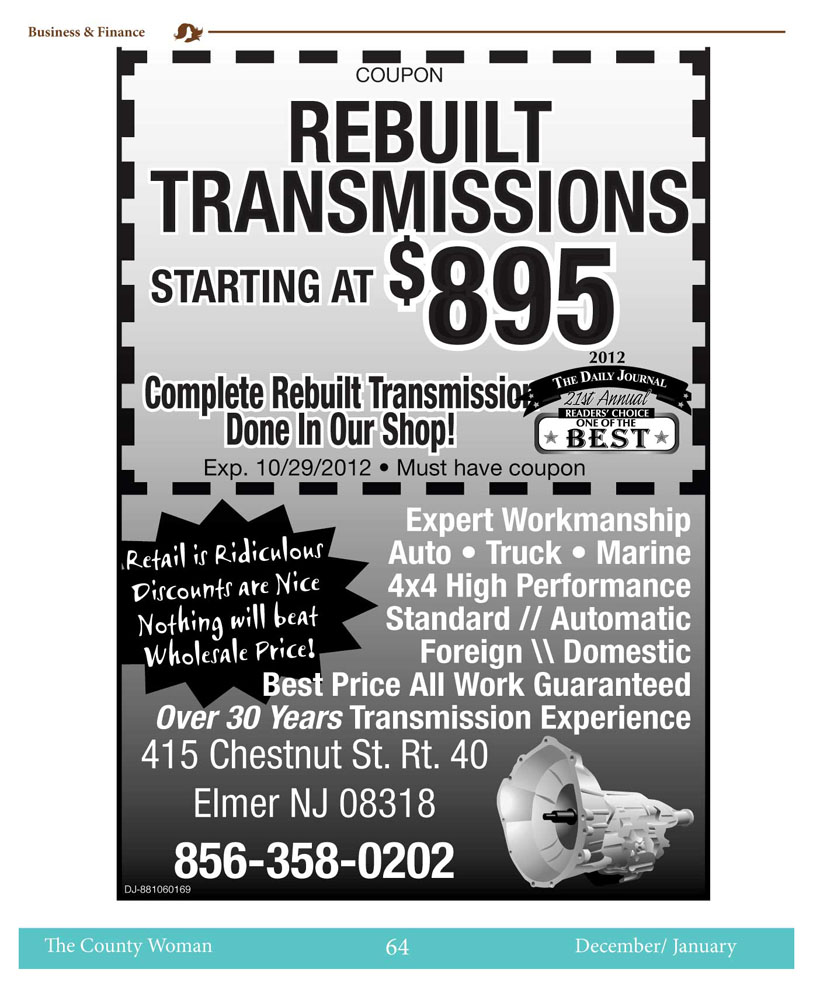 Business & Finance
COUPON
REBUILT
TRANSMISSIONS
STARTING AT $895
Complete Rebuilt Transmission
Done In Our Shop!
2012
THE DAILY JOURNAL
21st Annual
READERS' CHOICE
ONE OF THE
BEST
Exp. 10/29/2012 • Must have coupon
Retail is Ridiculous
Discounts are Nice
Nothing will beat
Wholesale Price!
Expert Workmanship
Auto • Truck • Marine
4x4 High Performance
Standard // Automatic
Foreign \\ Domestic
Best Price All Work Guaranteed
Over 30 Years Transmission Experience
415 Chestnut St. Rt. 40
Elmer NJ 08318
856-358-0202
DJ-881060169
The County Woman 64 December/ January